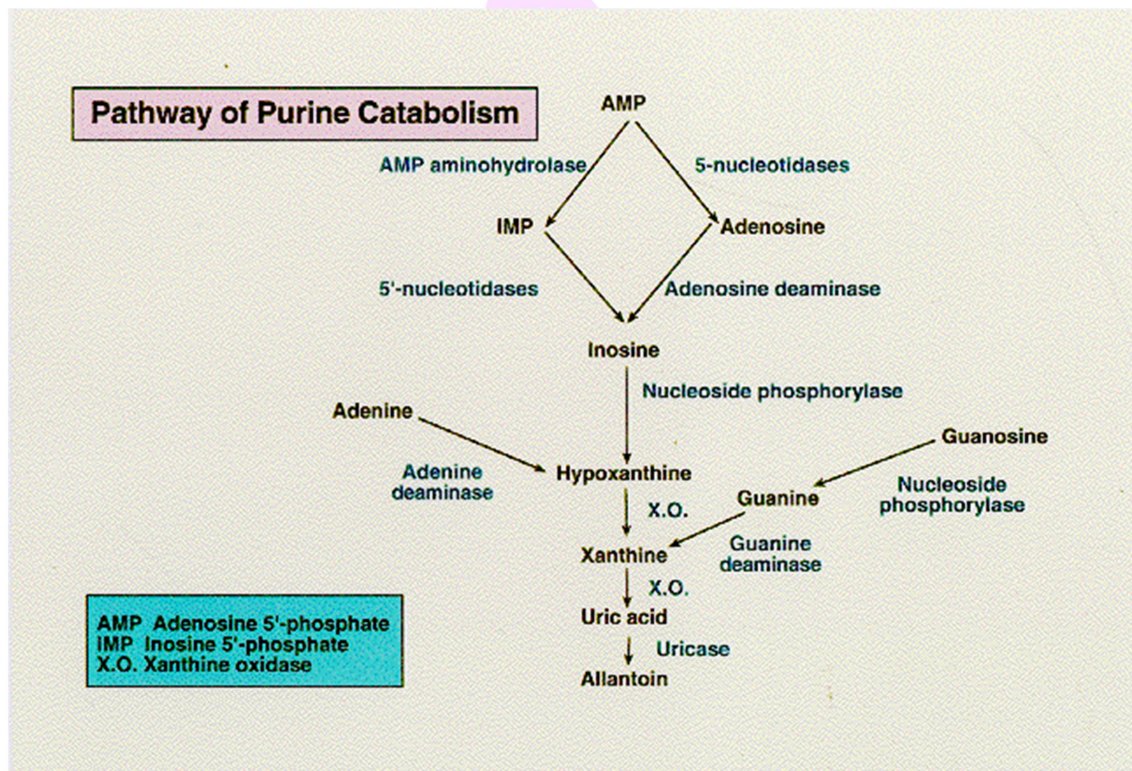 Pathway of Purine Catabolism
AMP
AMP aminohydrolase
5-nucleotidases
IMP
Adenosine
5'-nucleotidases
Adenosine deaminase
Inosine
Nucleoside phosphorylase
Adenine
Guanosine
Adenine
deaminase
Hypoxanthine
Guanine
Nucleoside
phosphorylase
X.O.
Xanthine
Guanine
deaminase
X.O.
Uric acid
Uricase
Allantoin
AMP Adenosine 5'-phosphate
IMP Inosine 5'-phosphate
X.O. Xanthine oxidase